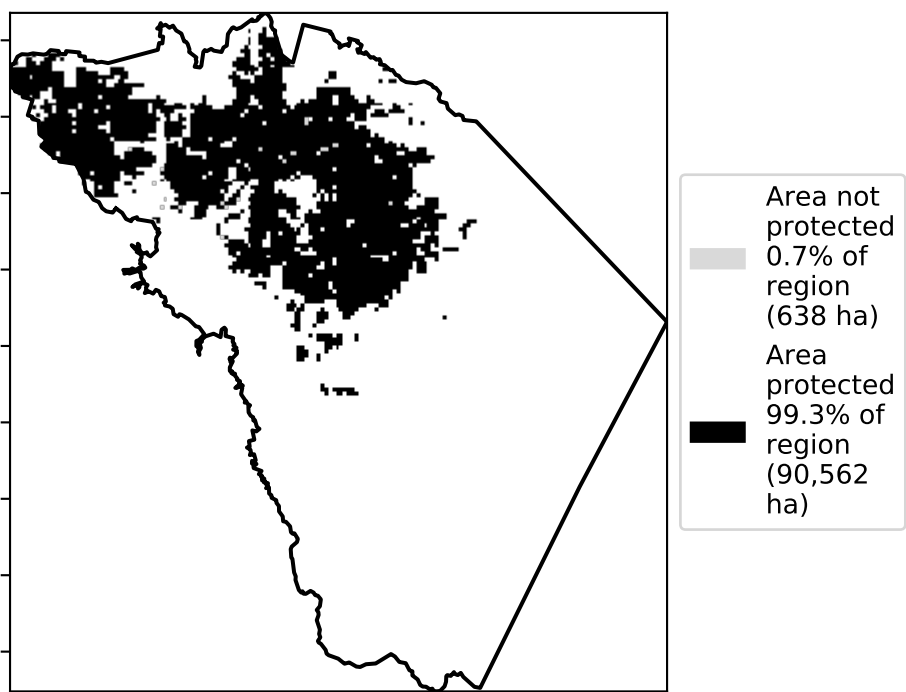 Area not
protected
0.7% of
region
(638 ha)
Area
protected
99.3% of
region
(90,562
ha)